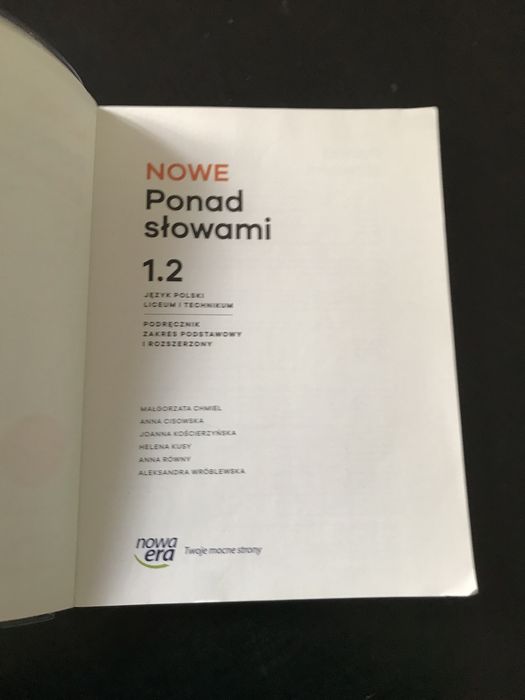 NOWE
Ponad
słowami
1.2
JĘZYK POLSKI
LICEUM I TECHNIKUM
PODRĘCZNIK
ZAKRES PODSTAWOWY
I ROZSZERZONY
MAŁGORZATA CHMIEL
ANNA CISOWSKA
JOANNA KOŚCIERZYŃSKA
HELENA KUSY
ANNA RÓWNY
ALEKSANDRA WRÓBLEWSKA
nowa
era
Twoje mocne strony